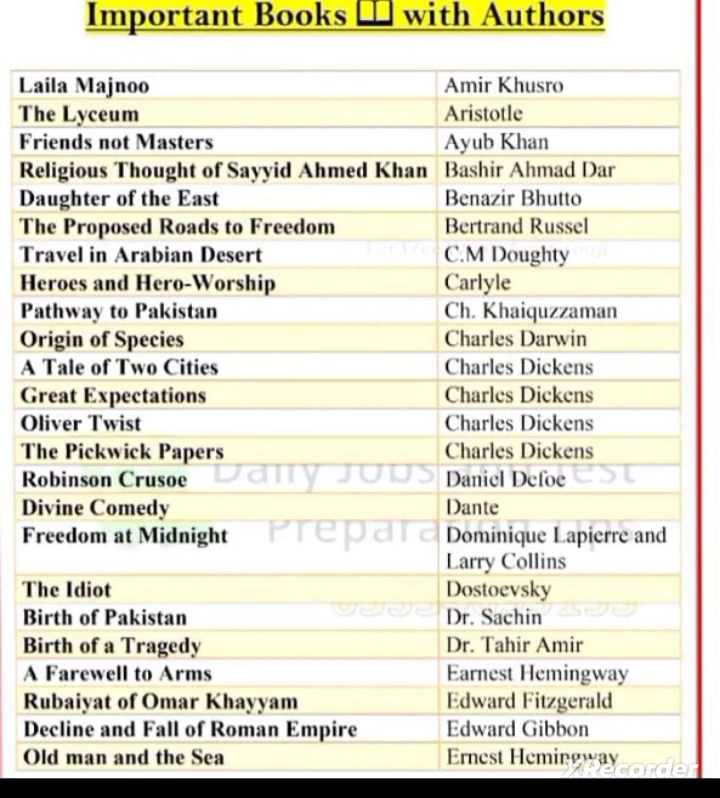 Important Books with Authors
Laila Majnoo Amir Khusro
The Lyceum Aristotle
Friends not Masters Ayub Khan
Religious Thought of Sayyid Ahmed Khan Bashir Ahmad Dar
Daughter of the East Benazir Bhutto
The Proposed Roads to Freedom Bertrand Russel
Travel in Arabian Desert C.M Doughty
Heroes and Hero-Worship Carlyle
Pathway to Pakistan Ch. Khaiquzzaman
Origin of Species Charles Darwin
A Tale of Two Cities Charles Dickens
Great Expectations Charles Dickens
Oliver Twist Charles Dickens
The Pickwick Papers Charles Dickens
Daily Jobs and Test
Robinson Crusoe Daniel Defoe
Divine Comedy Dante
Preparation Tips
Freedom at Midnight Dominique Lapierre and
Larry Collins
The Idiot Dostoevsky
Birth of Pakistan Dr. Sachin
Birth of a Tragedy Dr. Tahir Amir
A Farewell to Arms Earnest Hemingway
Rubaiyat of Omar Khayyam Edward Fitzgerald
Decline and Fall of Roman Empire Edward Gibbon
Old man and the Sea Ernest Hemingway
XRecorder